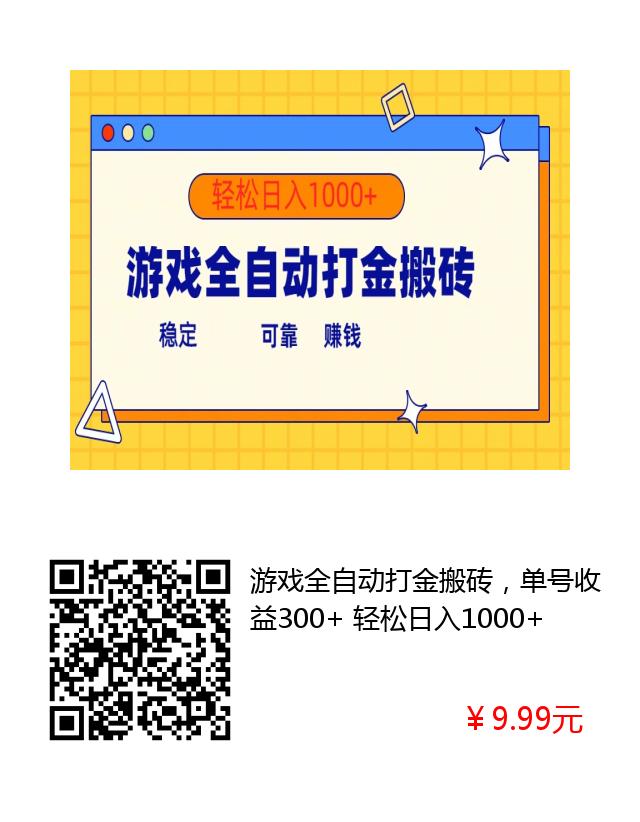 轻松日入1000+
游戏全自动打金搬砖
稳定 可靠 赚钱
游戏全自动打金搬砖，单号收
益300+ 轻松日入1000+
￥9.99元